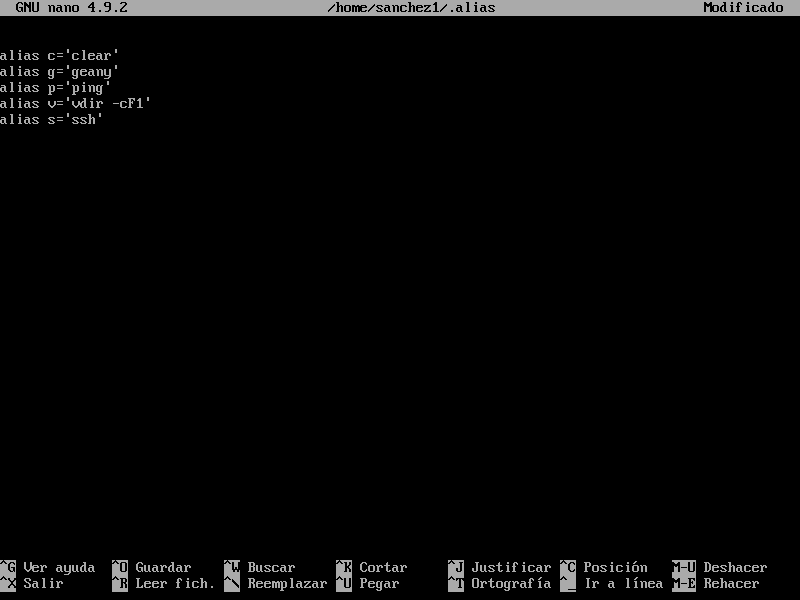 GNU nano 4.9.2 /home/sanchez1/.alias Modificado
alias c='clear'
alias g='geany'
alias p='ping'
alias v='vdir -cF1'
alias s='ssh'
^G Ver ayuda ^O Guardar ^W Buscar ^K Cortar ^J Justificar ^C Posición M-U Deshacer
^X Salir ^R Leer fich. ^\ Reemplazar ^U Pegar ^T Ortografía ^_ Ir a línea M-E Rehacer